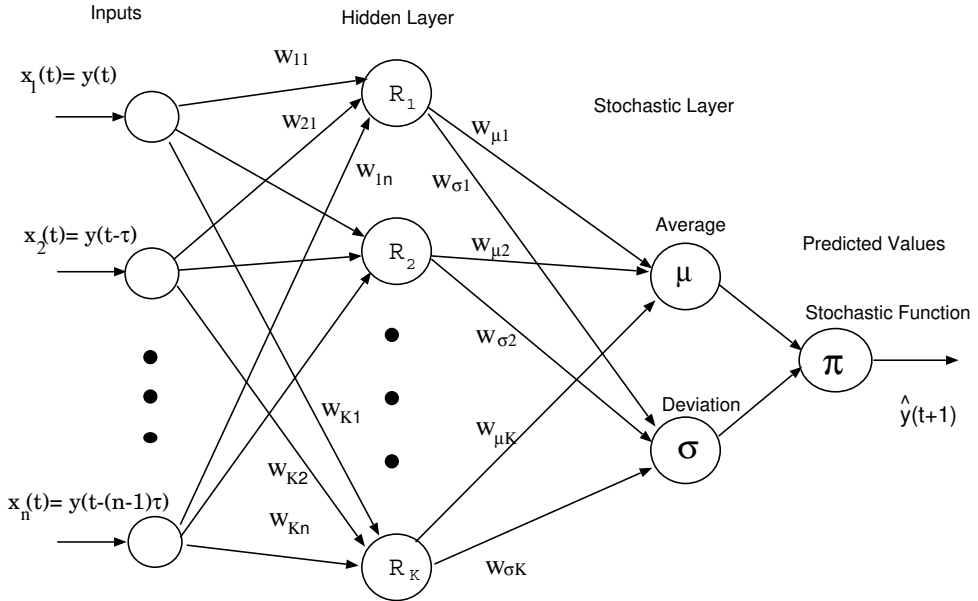 Inputs
Hidden Layer
Stochastic Layer
Predicted Values
Stochastic Function
x1(t)= y(t)
x2(t)= y(t-τ)
xn(t)= y(t-(n-1)τ)
w11
w21
w1n
wK1
wK2
wKn
R1
R2
RK
wμ1
wσ1
wμ2
wσ2
wμK
wσK
Average
μ
Deviation
σ
π
ŷ(t+1)